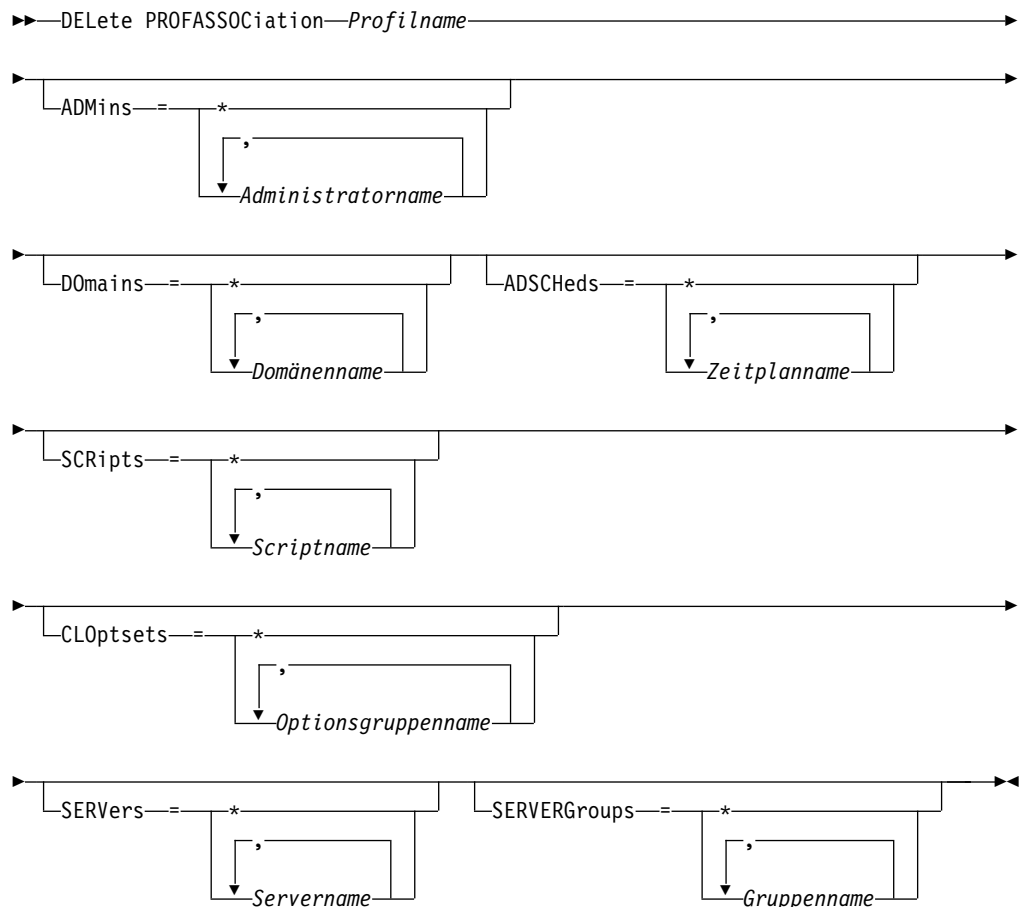 DELete PROFASSOCiation Profilname
ADMins = *
,
Administratorname
DOmains = * ADSCHeds = *
, ,
Domänenname Zeitplanname
SCRipts = *
,
Scriptname
CLOptsets = *
,
Optionsgruppenname
SERVers = * SERVERGroups = *
, ,
Servername Gruppenname